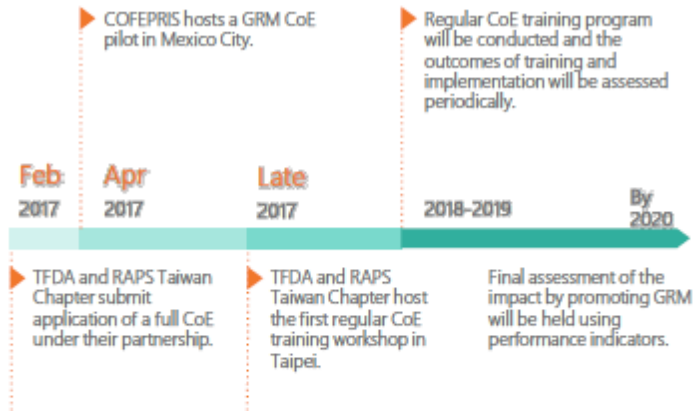 COFEPRIS hosts a GRM CoE
pilot in Mexico City.
Regular CoE training program
will be conducted and the
outcomes of training and
implementation will be assessed
periodically.
Feb
2017
Apr
2017
Late
2017
2018-2019
By
2020
TFDA and RAPS Taiwan
Chapter submit
application of a full CoE
under their partnership.
TFDA and RAPS
Taiwan Chapter host
the first regular CoE
training workshop in
Taipei.
Final assessment of the
impact by promoting GRM
will be held using
performance indicators.